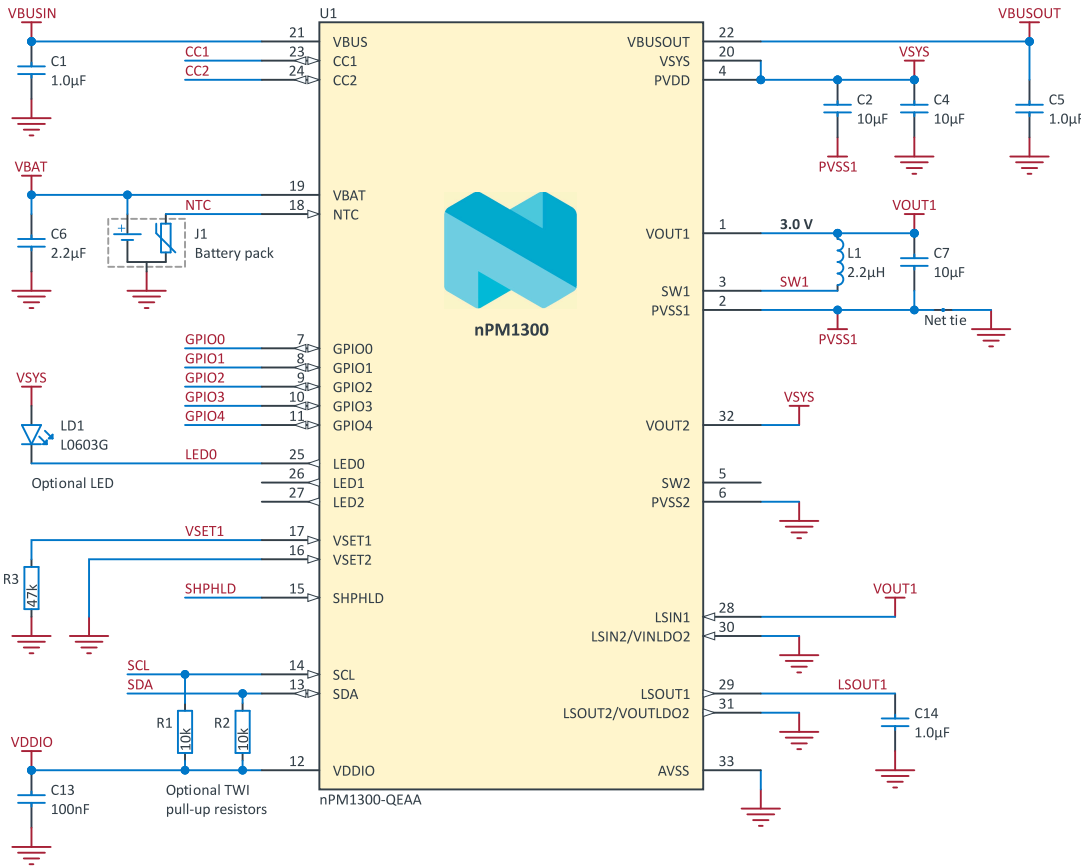 VBUSIN
C1
1.0µF
CC1
CC2
21
23
24
VBAT
C6
2.2µF
NTC
J1
Battery pack
19
18
GPIO0
GPIO1
GPIO2
GPIO3
GPIO4
7
8
9
10
11
VSYS
LD1
L0603G
LED0
Optional LED
25
26
27
VSET1
R3
47k
17
16
SHPHLD
15
SCL
SDA
14
13
R1
10k
R2
10k
VDDIO
C13
100nF
Optional TWI
pull-up resistors
12
U1
VBUS
CC1
CC2
VBAT
NTC
GPIO0
GPIO1
GPIO2
GPIO3
GPIO4
LED0
LED1
LED2
VSET1
VSET2
SHPHLD
SCL
SDA
VDDIO
nPM1300
VBUSOUT
VSYS
PVDD
VOUT1
SW1
PVSS1
VOUT2
SW2
PVSS2
LSIN1
LSIN2/VINLDO2
LSOUT1
LSOUT2/VOUTLDO2
AVSS
nPM1300-QEAA
22
20
4
VBUSOUT
VSYS
C2
10µF
C4
10µF
C5
1.0µF
PVSS1
1
3
2
3.0 V
VOUT1
L1
2.2µH
C7
10µF
SW1
Net tie
PVSS1
32
VSYS
5
6
28
30
VOUT1
29
31
LSOUT1
C14
1.0µF
33